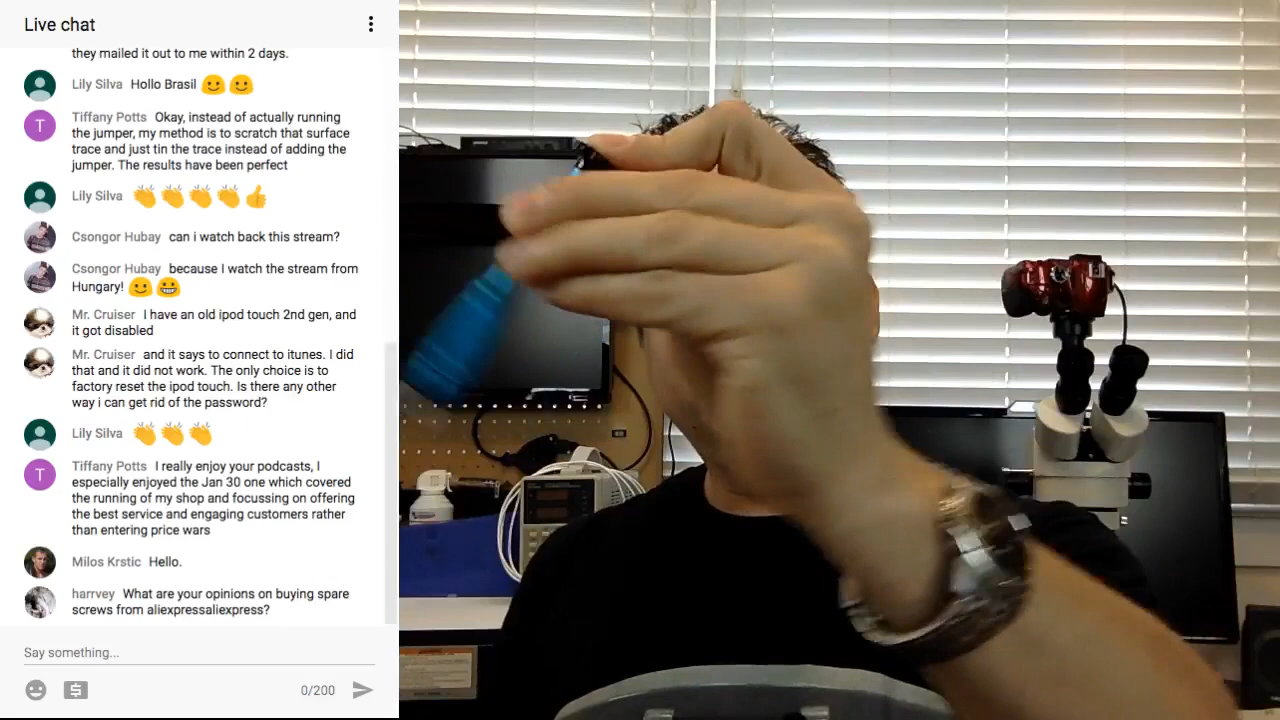 Live chat
they mailed it out to me within 2 days.
Lily Silva Hollo Brasil 🙂 🙂
T Tiffany Potts Okay, instead of actually running
the jumper, my method is to scratch that surface
trace and just tin the trace instead of adding the
jumper. The results have been perfect
Lily Silva 👏 👏 👏 👏 👍
Csongor Hubay can i watch back this stream?
Csongor Hubay because I watch the stream from
Hungary! 🙂 😀
Mr. Cruiser I have an old ipod touch 2nd gen, and
it got disabled
Mr. Cruiser and it says to connect to itunes. I did
that and it did not work. The only choice is to
factory reset the ipod touch. Is there any other
way i can get rid of the password?
Lily Silva 👏 👏 👏
T Tiffany Potts I really enjoy your podcasts, I
especially enjoyed the Jan 30 one which covered
the running of my shop and focussing on offering
the best service and engaging customers rather
than entering price wars
Milos Krstic Hello.
harrvey What are your opinions on buying spare
screws from aliexpressaliexpress?
Say something...
0/200